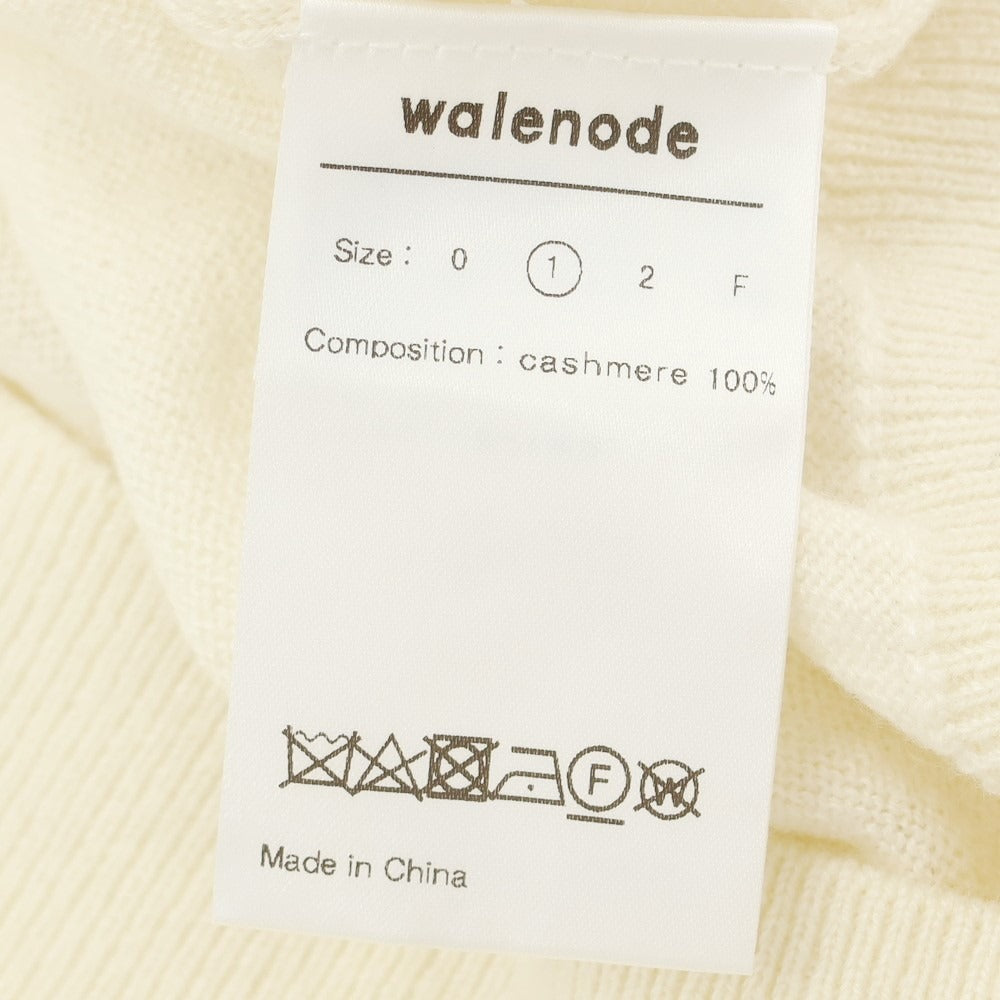 walenode
Size : 0 1 2 F
Composition : cashmere 100%
F W
Made in China